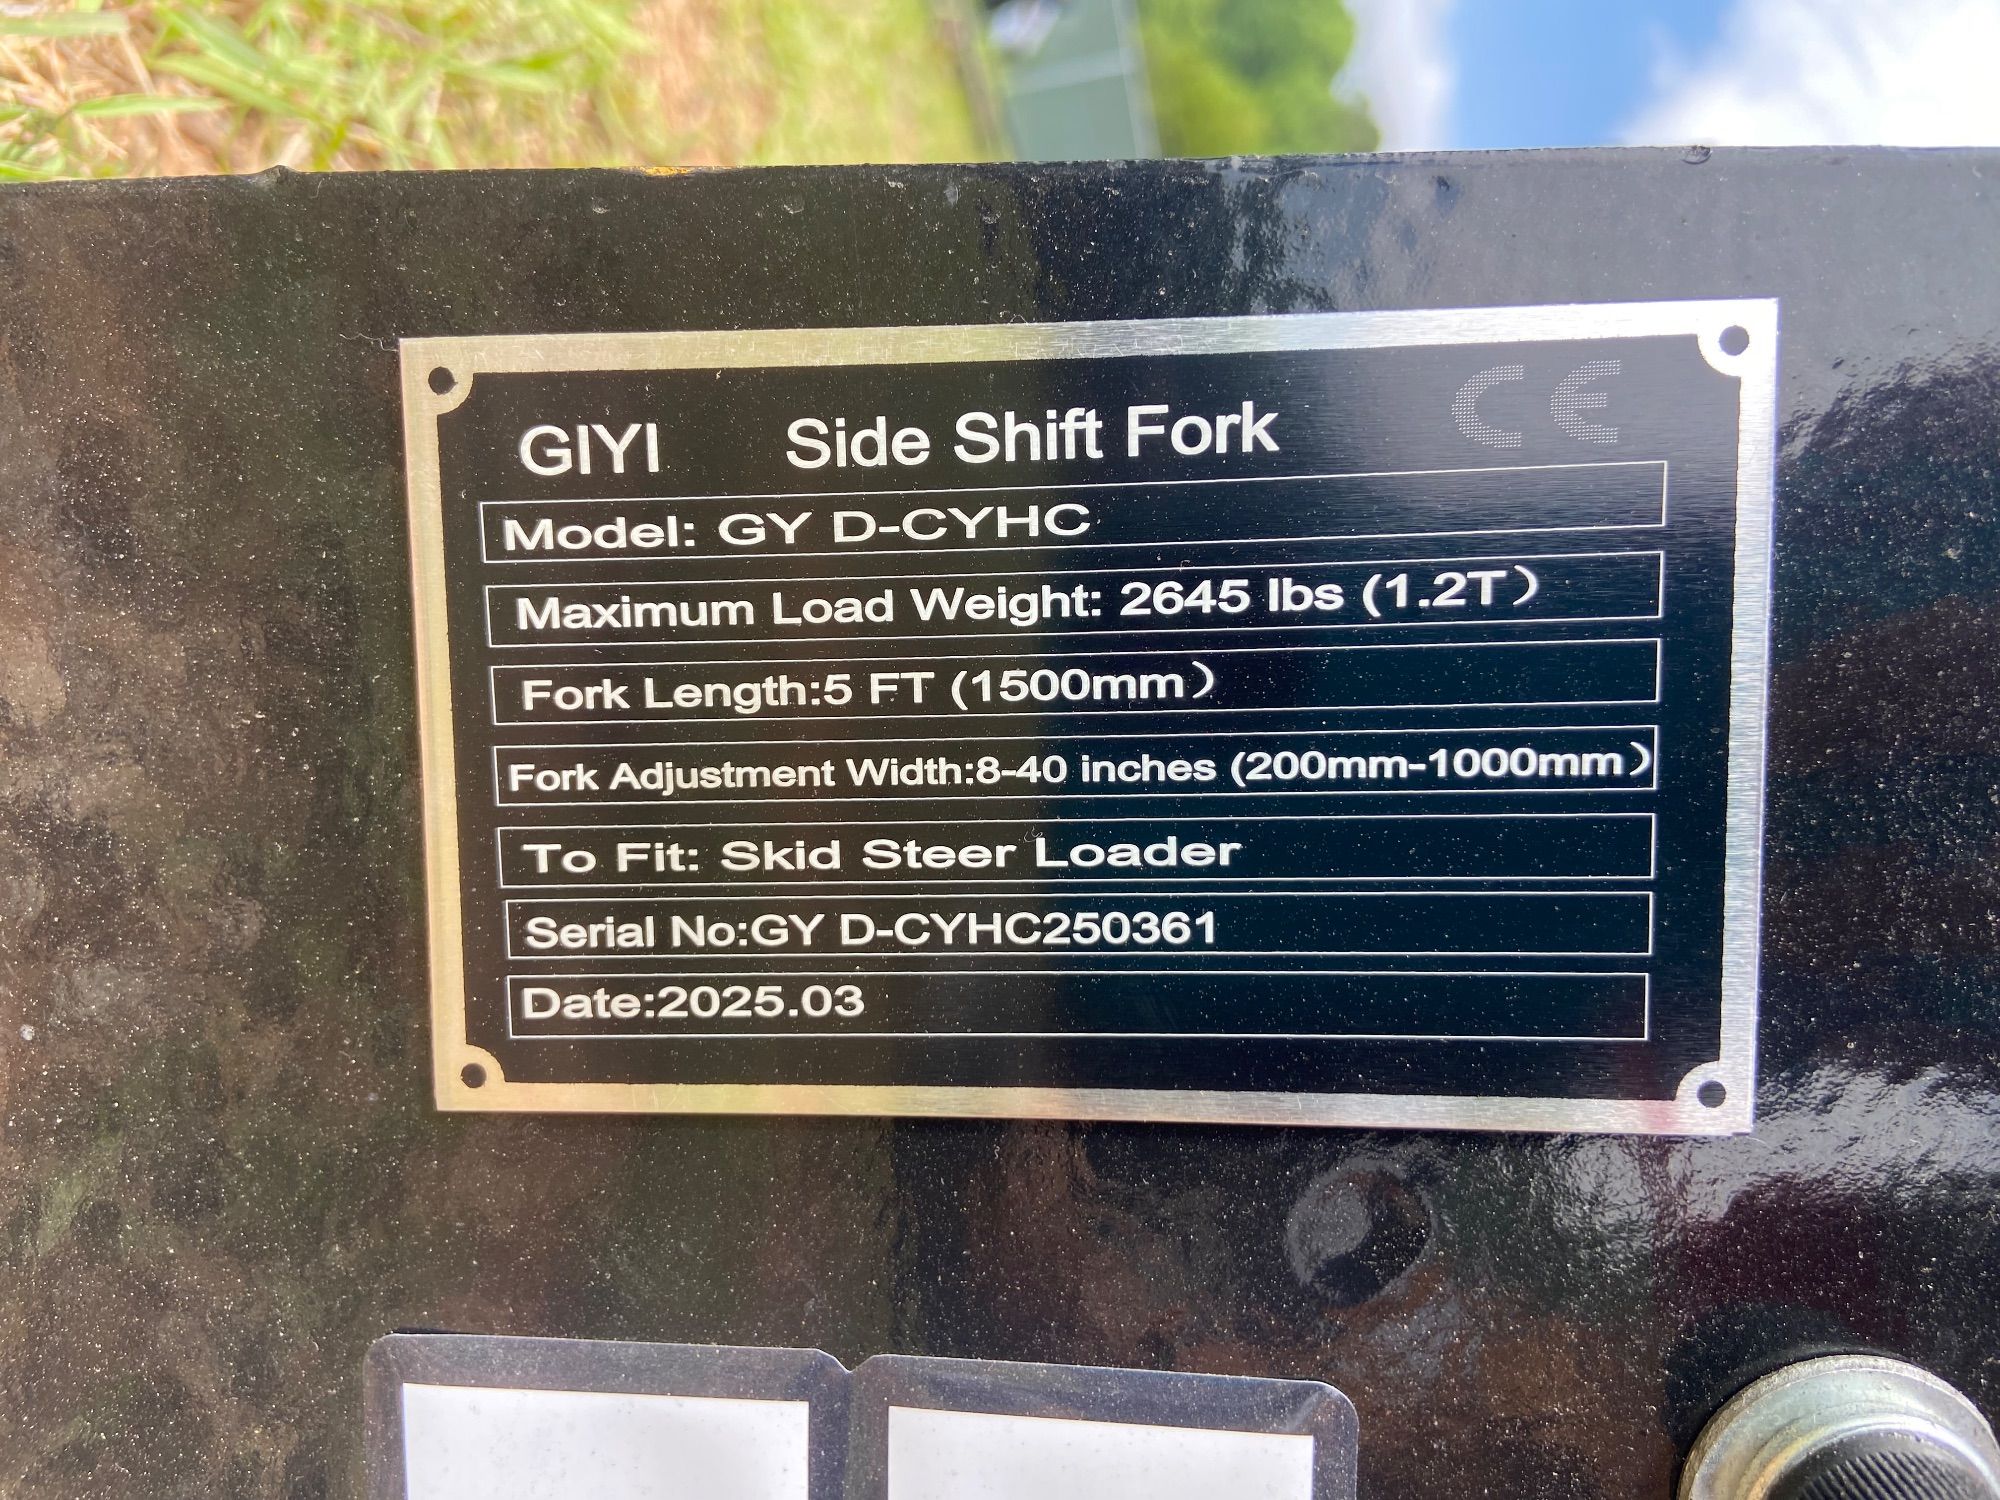 GIYI Side Shift Fork CE
Model: GY D-CYHC
Maximum Load Weight: 2645 lbs (1.2T）
Fork Length:5 FT (1500mm）
Fork Adjustment Width:8-40 inches (200mm-1000mm）
To Fit: Skid Steer Loader
Serial No:GY D-CYHC250361
Date:2025.03